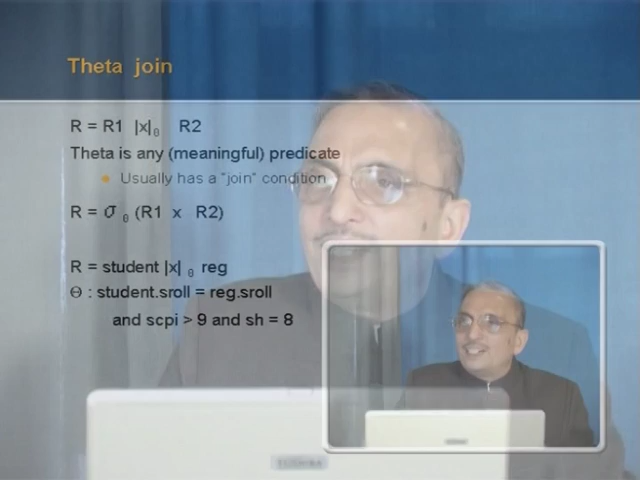 Theta join
R = R1 |x| θ R2
Theta is any (meaningful) predicate
Usually has a "join" condition
R = σ θ (R1 x R2)
R = student |x| θ reg
Θ : student.sroll = reg.sroll
and scpi > 9 and sh = 8
TOSHIBA